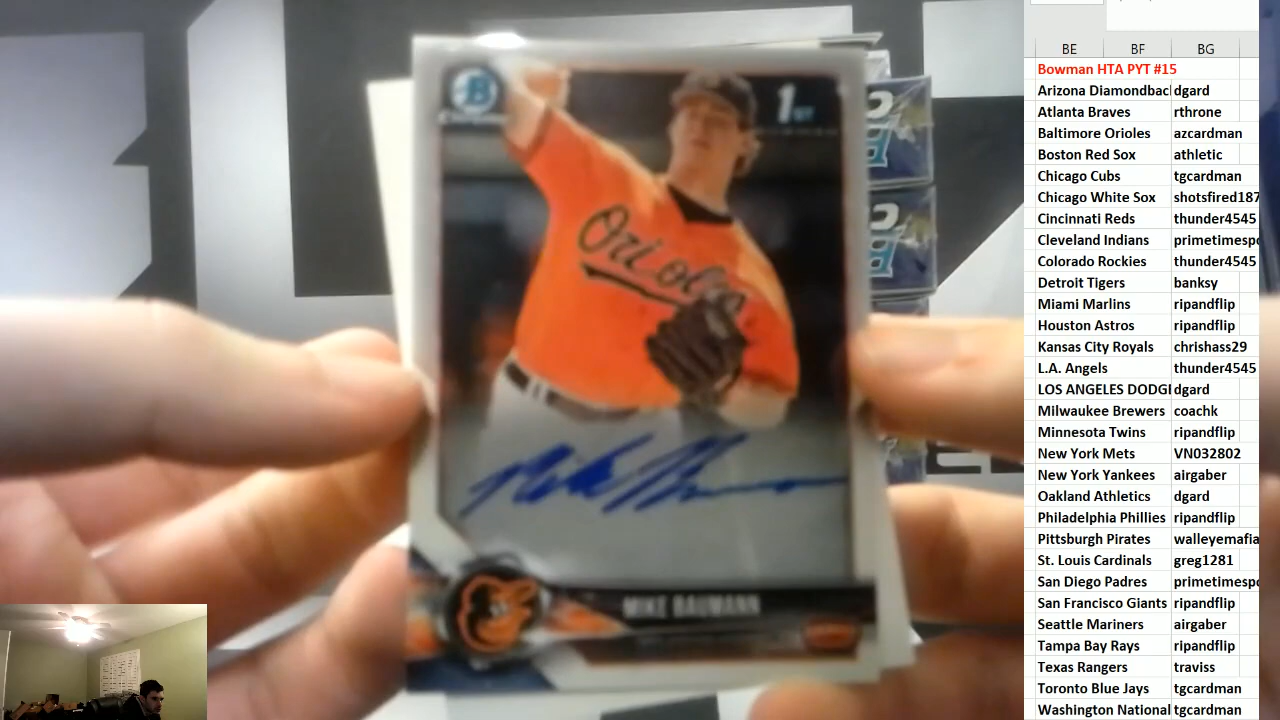 1ST
Orioles
Mike Baumann
MIKE BAUMANN
BE BF BG
Bowman HTA PYT #15
Arizona Diamondbac dgard
Atlanta Braves rthrone
Baltimore Orioles azcardman
Boston Red Sox athletic
Chicago Cubs tgcardman
Chicago White Sox shotsfired187
Cincinnati Reds thunder4545
Cleveland Indians primetimespo
Colorado Rockies thunder4545
Detroit Tigers banksy
Miami Marlins ripandflip
Houston Astros ripandflip
Kansas City Royals chrishass29
L.A. Angels thunder4545
LOS ANGELES DODG dgard
Milwaukee Brewers coachk
Minnesota Twins ripandflip
New York Mets VN032802
New York Yankees airgaber
Oakland Athletics dgard
Philadelphia Phillies ripandflip
Pittsburgh Pirates walleyemafia
St. Louis Cardinals greg1281
San Diego Padres primetimespo
San Francisco Giants ripandflip
Seattle Mariners airgaber
Tampa Bay Rays ripandflip
Texas Rangers traviss
Toronto Blue Jays tgcardman
Washington National tgcardman